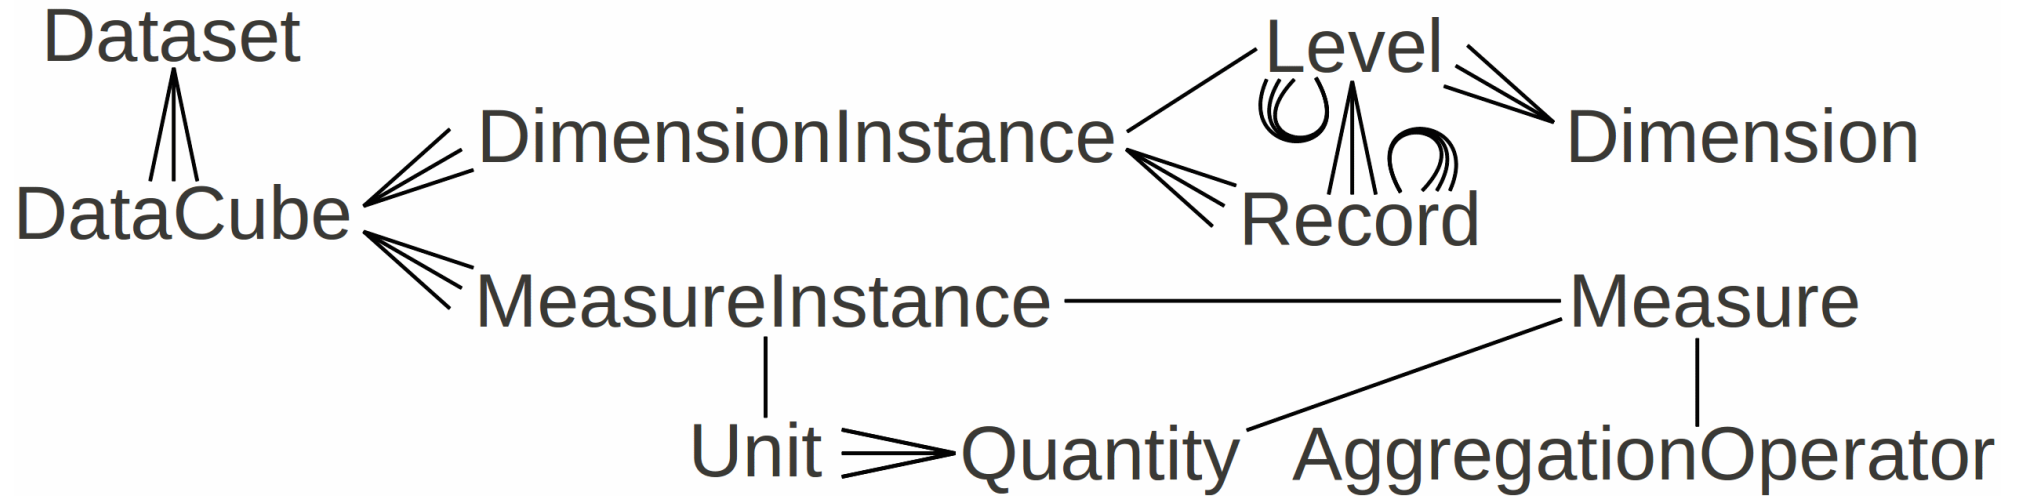 Dataset
Level
DimensionInstance
Dimension
DataCube
Record
MeasureInstance
Measure
Unit
Quantity
AggregationOperator